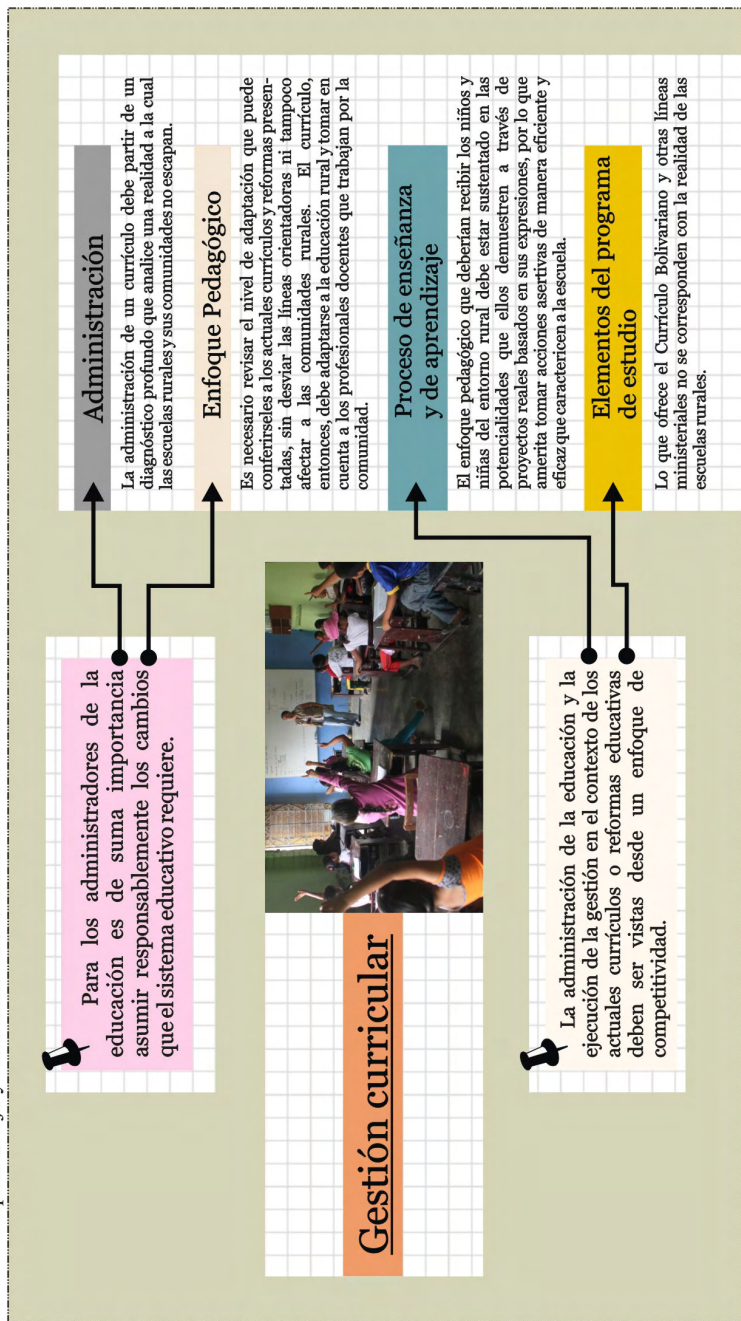 Gestión curricular
Para los administradores de la
educación es de suma importancia
asumir responsablemente los cambios
que el sistema educativo requiere.
La administración de la educación y la
ejecución de la gestión en el contexto de los
actuales currículos o reformas educativas
deben ser vistas desde un enfoque de
competitividad.
Administración
La administración de un currículo debe partir de un
diagnóstico profundo que analice una realidad a la cual
las escuelas rurales y sus comunidades no escapan.
Enfoque Pedagógico
Es necesario revisar el nivel de adaptación que puede
conferírseles a los actuales currículos y reformas presen-
tadas, sin desviar las líneas orientadoras ni tampoco
afectar a las comunidades rurales. El currículo,
entonces, debe adaptarse a la educación rural y tomar en
cuenta a los profesionales docentes que trabajan por la
comunidad.
Proceso de enseñanza
y de aprendizaje
El enfoque pedagógico que deberían recibir los niños y
niñas del entorno rural debe estar sustentado en las
potencialidades que ellos demuestren a través de
proyectos reales basados en sus expresiones, por lo que
amerita tomar acciones asertivas de manera eficiente y
eficaz que caractericen a la escuela.
Elementos del programa
de estudio
Lo que ofrece el Currículo Bolivariano y otras líneas
ministeriales no se corresponden con la realidad de las
escuelas rurales.